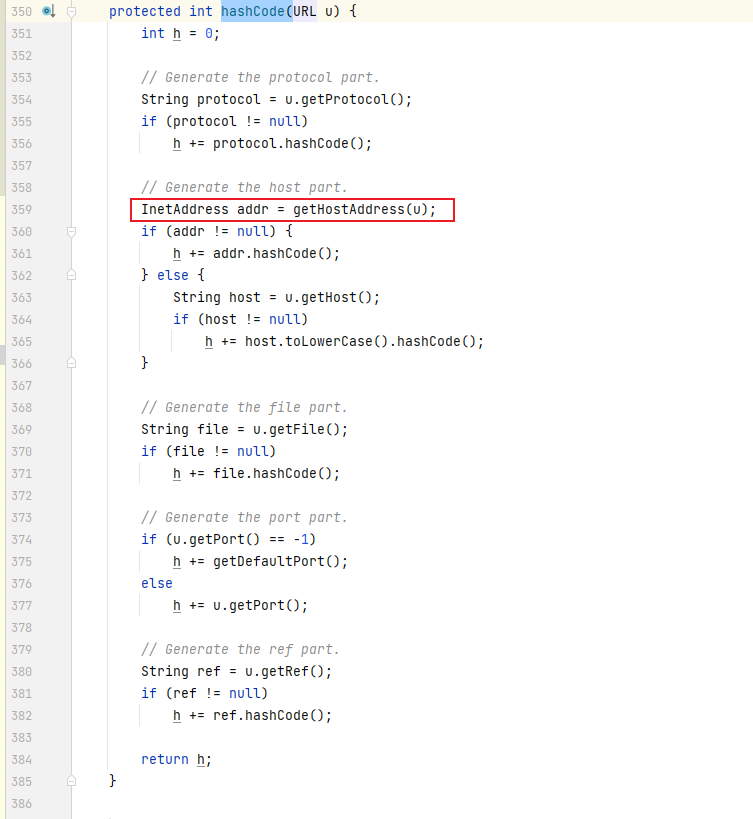 350 protected int hashCode(URL u) {
351 int h = 0;
352
353 // Generate the protocol part.
354 String protocol = u.getProtocol();
355 if (protocol != null)
356 h += protocol.hashCode();
357
358 // Generate the host part.
359 InetAddress addr = getHostAddress(u);
360 if (addr != null) {
361 h += addr.hashCode();
362 } else {
363 String host = u.getHost();
364 if (host != null)
365 h += host.toLowerCase().hashCode();
366 }
367
368 // Generate the file part.
369 String file = u.getFile();
370 if (file != null)
371 h += file.hashCode();
372
373 // Generate the port part.
374 if (u.getPort() == -1)
375 h += getDefaultPort();
376 else
377 h += u.getPort();
378
379 // Generate the ref part.
380 String ref = u.getRef();
381 if (ref != null)
382 h += ref.hashCode();
383
384 return h;
385 }
386